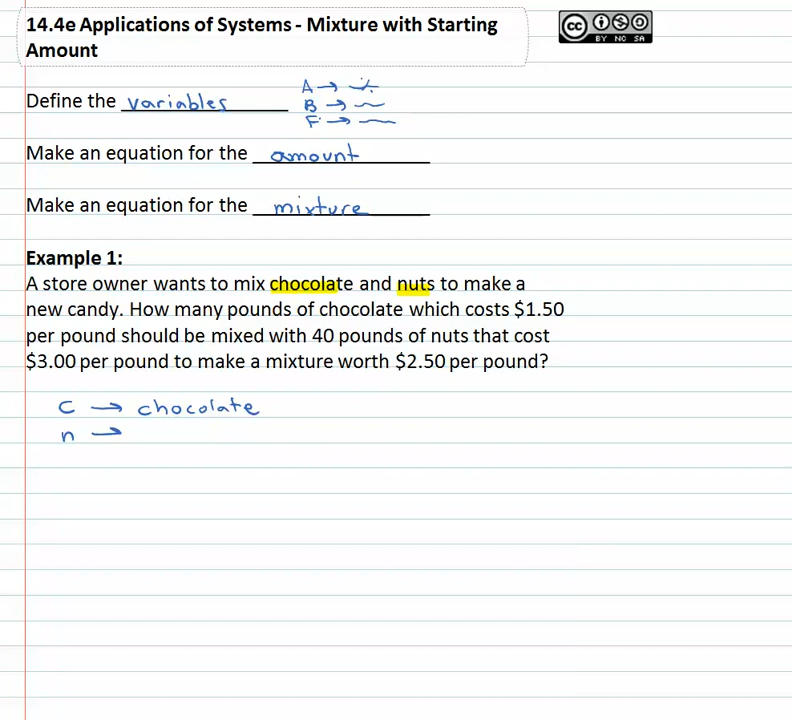 14.4e Applications of Systems - Mixture with Starting
Amount
cc BY NC SA
Define the variables
A →
B →
F →
Make an equation for the amount
Make an equation for the mixture
Example 1:
A store owner wants to mix chocolate and nuts to make a
new candy. How many pounds of chocolate which costs $1.50
per pound should be mixed with 40 pounds of nuts that cost
$3.00 per pound to make a mixture worth $2.50 per pound?
C → chocolate
n →